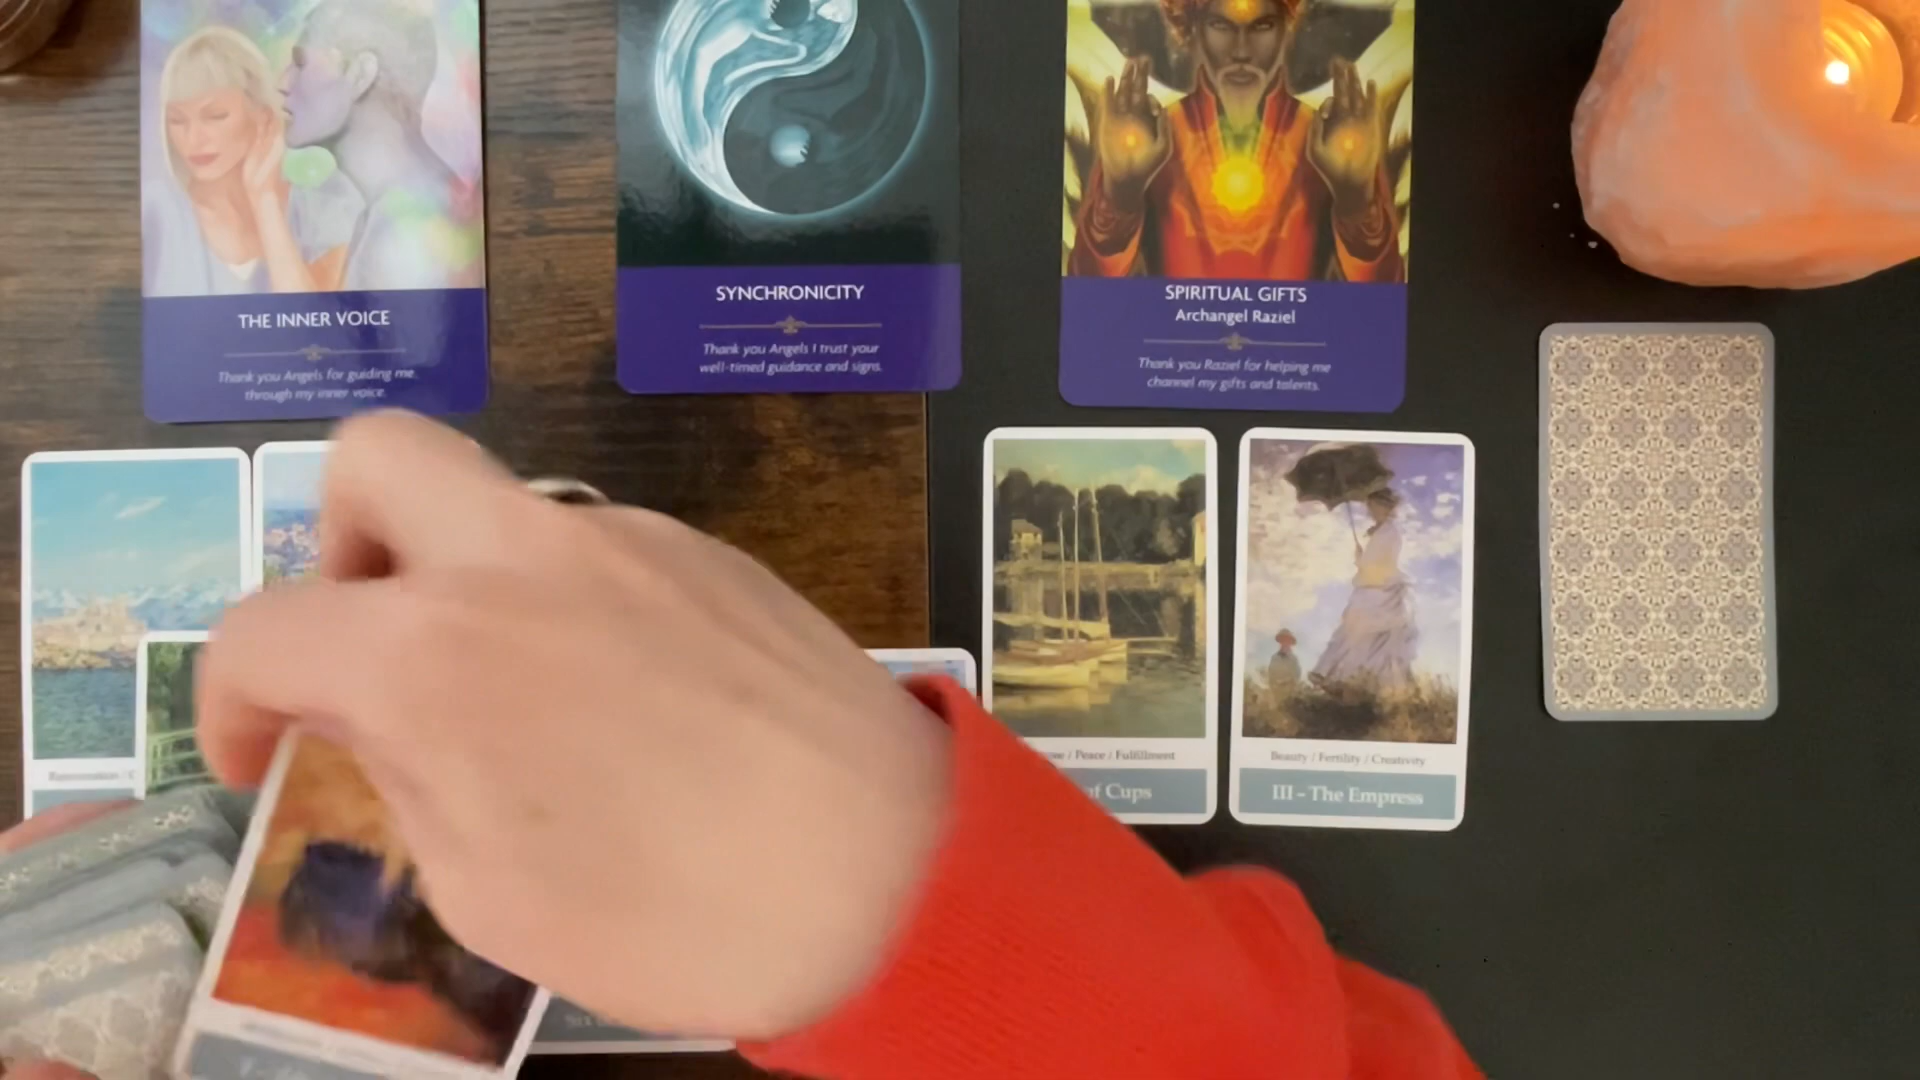 THE INNER VOICE
Thank you Angels for guiding me
through my inner voice.
SYNCHRONICITY
Thank you Angels I trust your
well-timed guidance and signs.
SPIRITUAL GIFTS
Archangel Raziel
Thank you Raziel for helping me
channel my gifts and talents.
/ Peace / Fulfillment
of Cups
Beauty / Fertility / Creativity
III - The Empress
Six